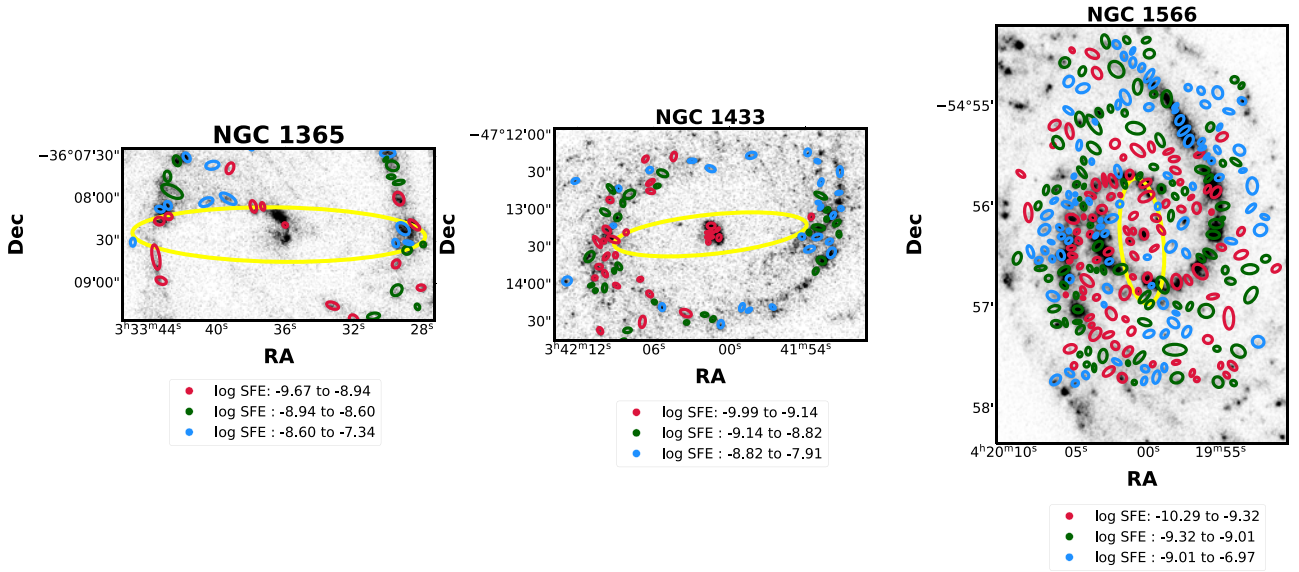 NGC 1365
−36°07'30"
08'00"
30"
09'00"
Dec
3ʰ33ᵐ44ˢ 40ˢ 36ˢ 32ˢ 28ˢ
RA
log SFE: -9.67 to -8.94
log SFE : -8.94 to -8.60
log SFE : -8.60 to -7.34
NGC 1433
−47°12'00"
30"
13'00"
30"
14'00"
30"
Dec
3ʰ42ᵐ12ˢ 06ˢ 00ˢ 41ᵐ54ˢ
RA
log SFE: -9.99 to -9.14
log SFE : -9.14 to -8.82
log SFE : -8.82 to -7.91
NGC 1566
−54°55'
56'
57'
58'
Dec
4ʰ20ᵐ10ˢ 05ˢ 00ˢ 19ᵐ55ˢ
RA
log SFE: -10.29 to -9.32
log SFE : -9.32 to -9.01
log SFE : -9.01 to -6.97